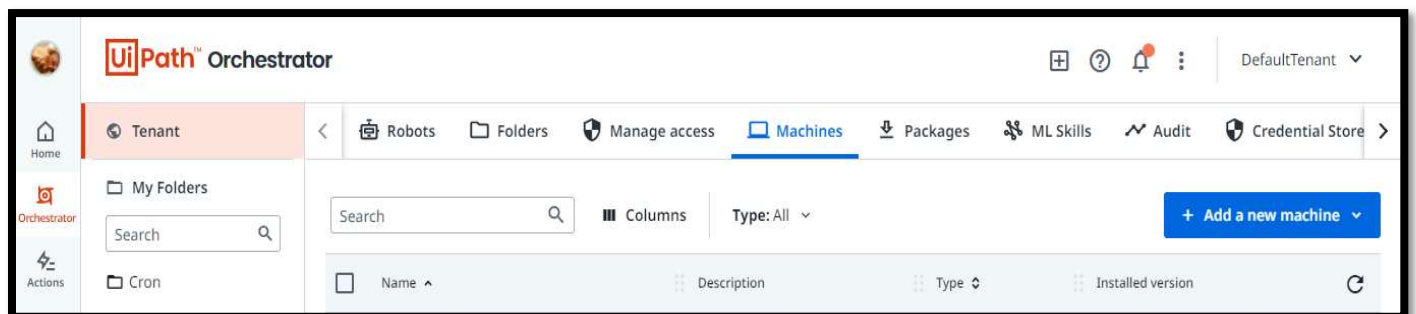 UiPath™ Orchestrator
DefaultTenant
Home
Tenant
Robots Folders Manage access Machines Packages ML Skills Audit Credential Store
Orchestrator
My Folders
Search
Search Columns Type: All + Add a new machine
Actions
Cron
Name Description Type Installed version